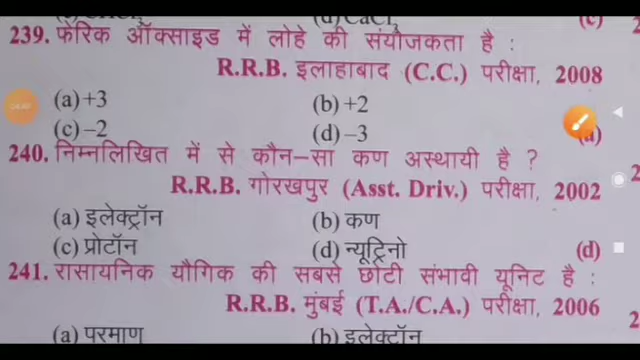 (d) CaCl₃ (c)
239. फेरिक ऑक्साइड में लोहे की संयोजकता है :
R.R.B. इलाहाबाद (C.C.) परीक्षा, 2008
(a) +3 (b) +2
(c) –2 (d) –3 (a)
240. निम्नलिखित में से कौन–सा कण अस्थायी है ?
R.R.B. गोरखपुर (Asst. Driv.) परीक्षा, 2002
(a) इलेक्ट्रॉन (b) कण
(c) प्रोटॉन (d) न्यूट्रिनो (d)
241. रासायनिक यौगिक की सबसे छोटी संभावी यूनिट है :
R.R.B. मुंबई (T.A./C.A.) परीक्षा, 2006
(a) परमाणु (b) इलेक्ट्रॉन